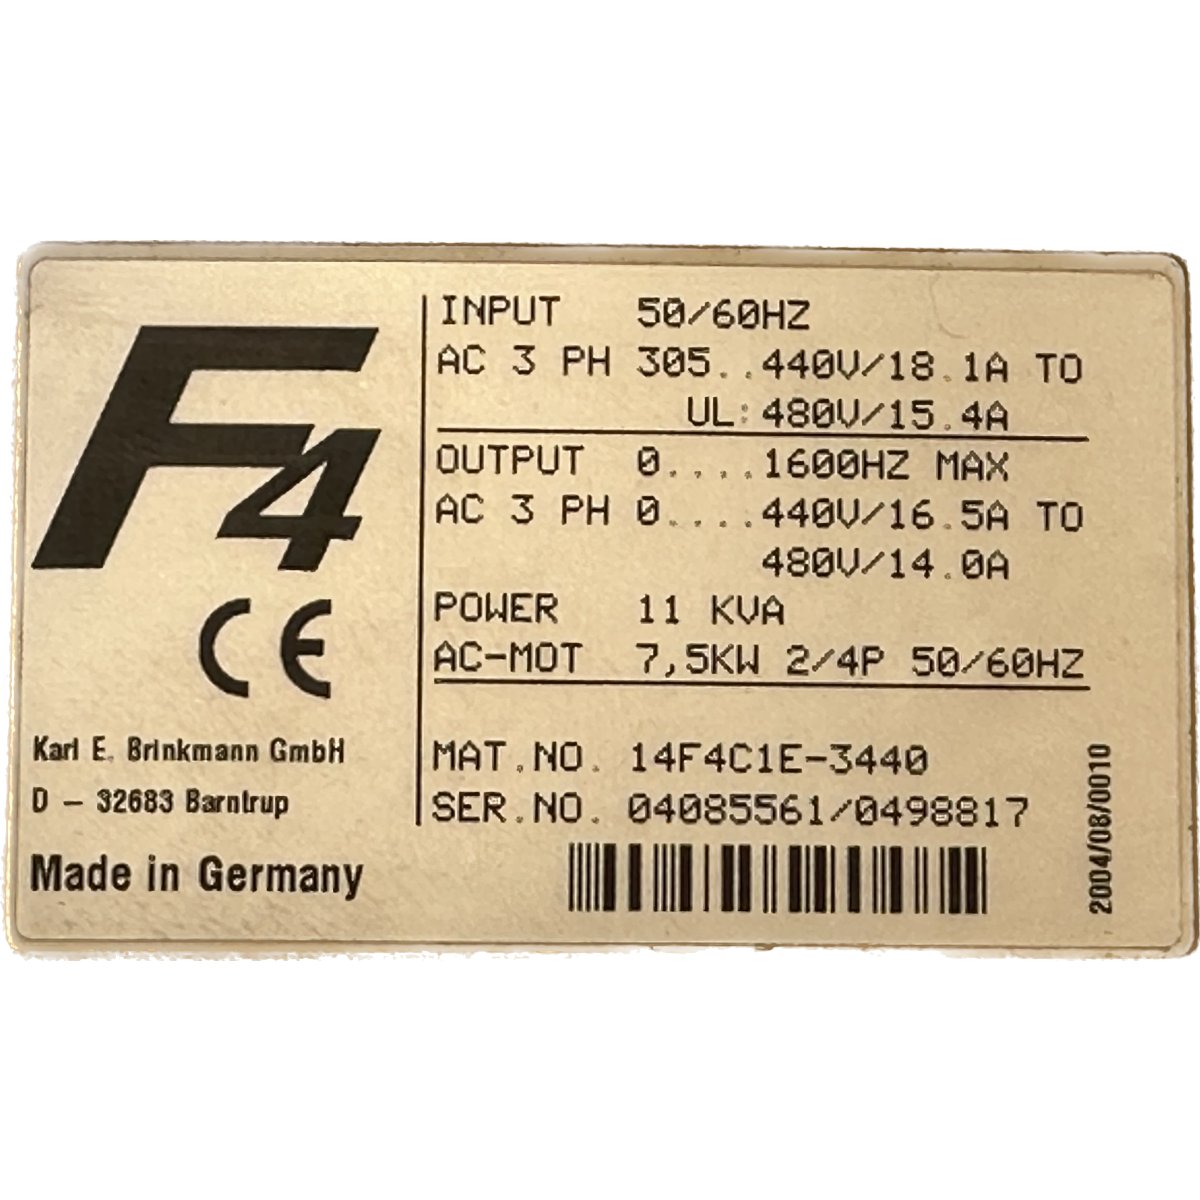 F4
CE
Karl E. Brinkmann GmbH
D – 32683 Barntrup
Made in Germany
INPUT 50/60HZ
AC 3 PH 305..440V/18.1A TO
UL:480V/15.4A
OUTPUT 0....1600HZ MAX
AC 3 PH 0....440V/16.5A TO
480V/14.0A
POWER 11 KVA
AC-MOT 7,5KW 2/4P 50/60HZ
MAT.NO. 14F4C1E-3440
SER.NO. 04085561/0498817
2004/08/0010